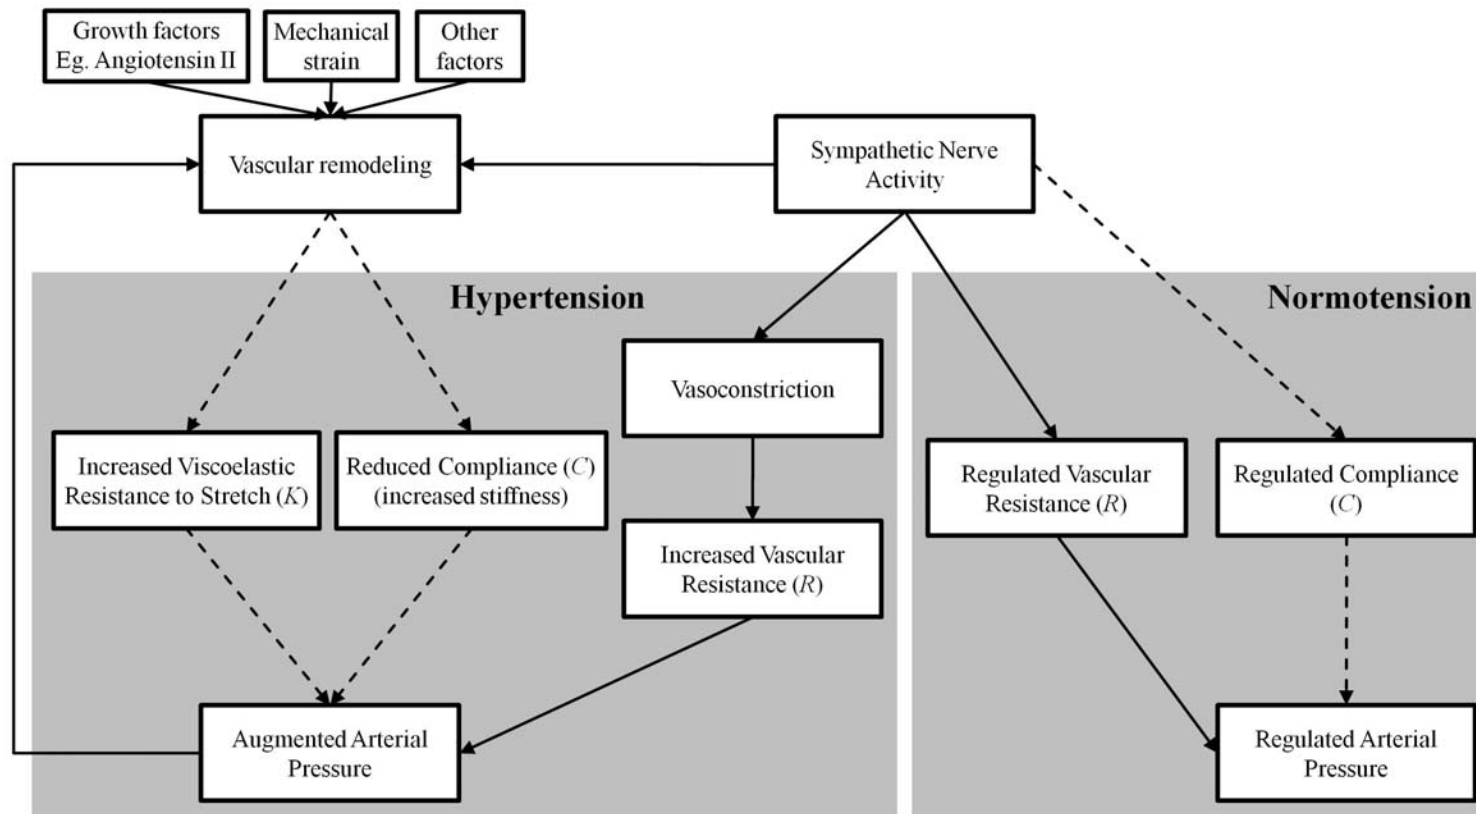 Growth factors
Eg. Angiotensin II
Mechanical
strain
Other
factors
Vascular remodeling
Sympathetic Nerve
Activity
Hypertension
Normotension
Vasoconstriction
Increased Viscoelastic
Resistance to Stretch (K)
Reduced Compliance (C)
(increased stiffness)
Regulated Vascular
Resistance (R)
Regulated Compliance
(C)
Increased Vascular
Resistance (R)
Augmented Arterial
Pressure
Regulated Arterial
Pressure